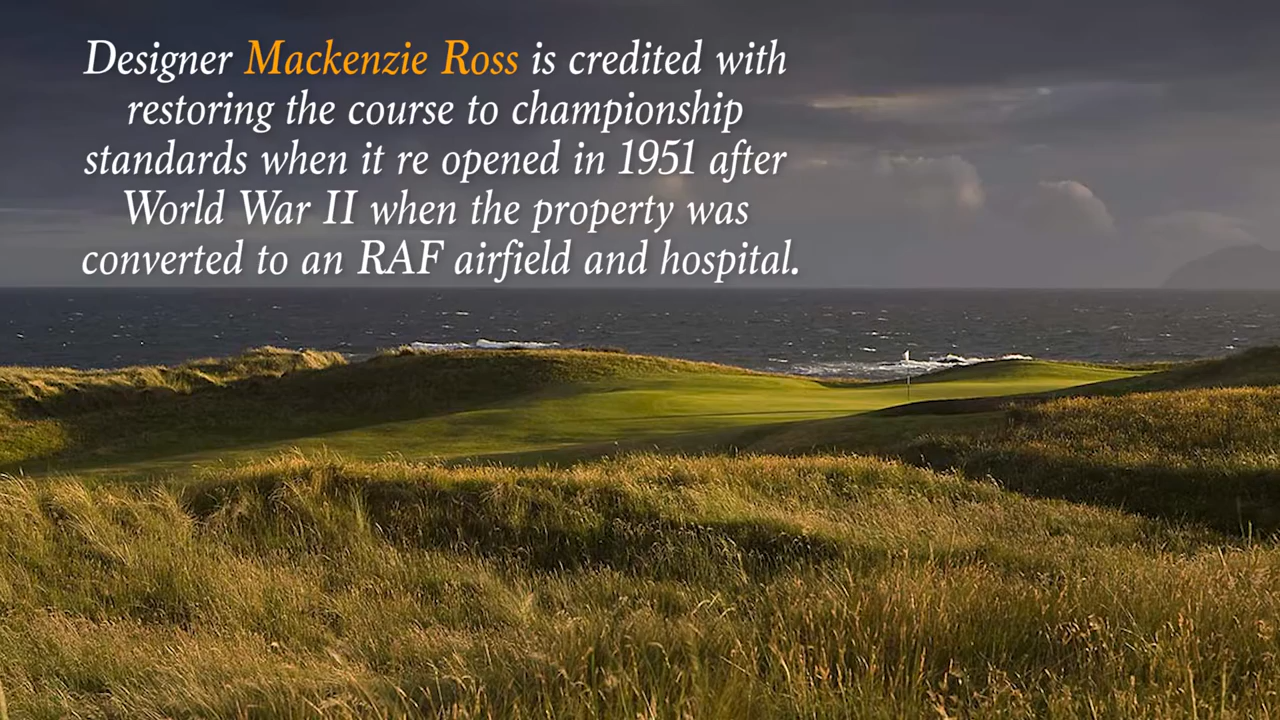 Designer Mackenzie Ross is credited with
restoring the course to championship
standards when it re opened in 1951 after
World War II when the property was
converted to an RAF airfield and hospital.